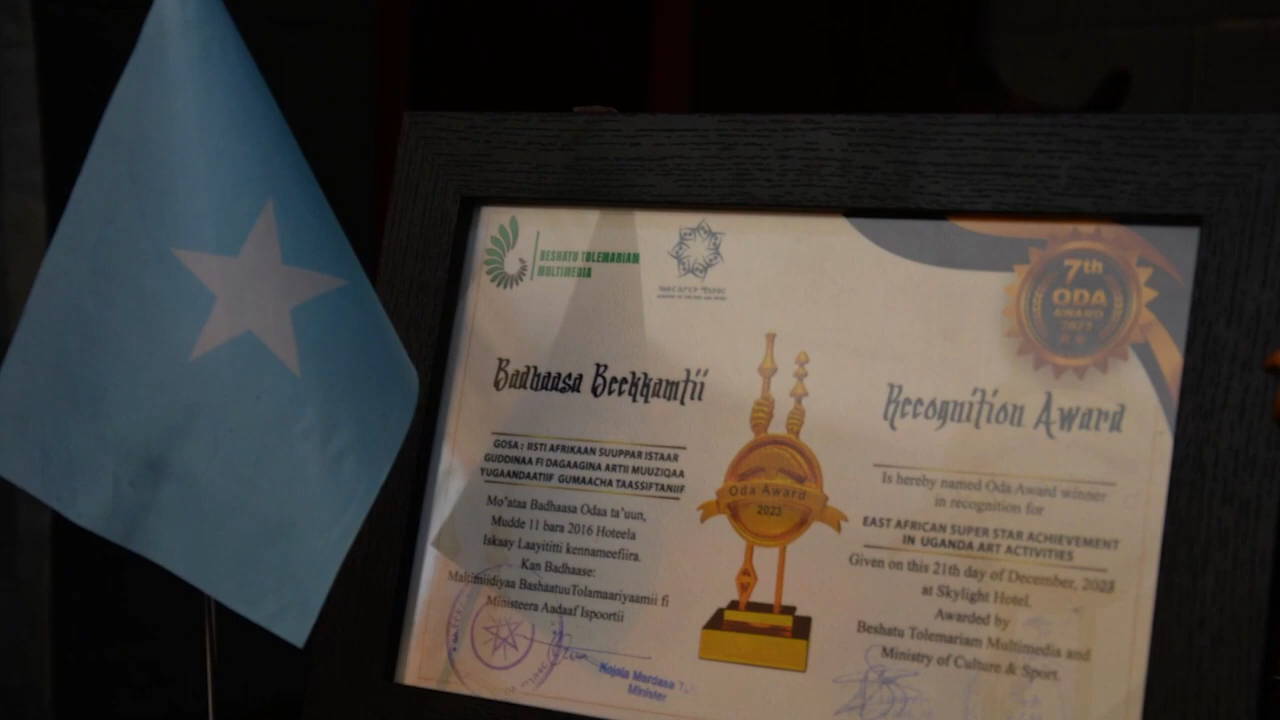 BESHATU TOLEMARIAM
MULTIMEDIA
7th
ODA
AWARD
2023
Badhaasa Beekkamtii
GOSA : IISTI AFRIKAAN SUUPPAR ISTAAR
GUDDINAA FI DAGAAGINA ARTII MUUZIQAA
YUGAANDAATIIF GUMAACHA TAASSIFTANIIF
Mo'ataa Badhaasa Odaa ta'uun,
Mudde 11 bara 2016 Hoteela
Iskaay Laayititti kennameefiira.
Kan Badhaase:
Maltimiidiyaa BashaatuuTolamaariyaamii fi
Ministeera Aadaaf Ispoortii
Nojala Mardasa
Minister
Oda Award
2023
Recognition Award
Is hereby named Oda Award winner
in recognition for
EAST AFRICAN SUPER STAR ACHIEVEMENT
IN UGANDA ART ACTIVITIES
Given on this 21th day of December, 2023
at Skylight Hotel.
Awarded by
Beshatu Tolemariam Multimedia and
Ministry of Culture & Sport.